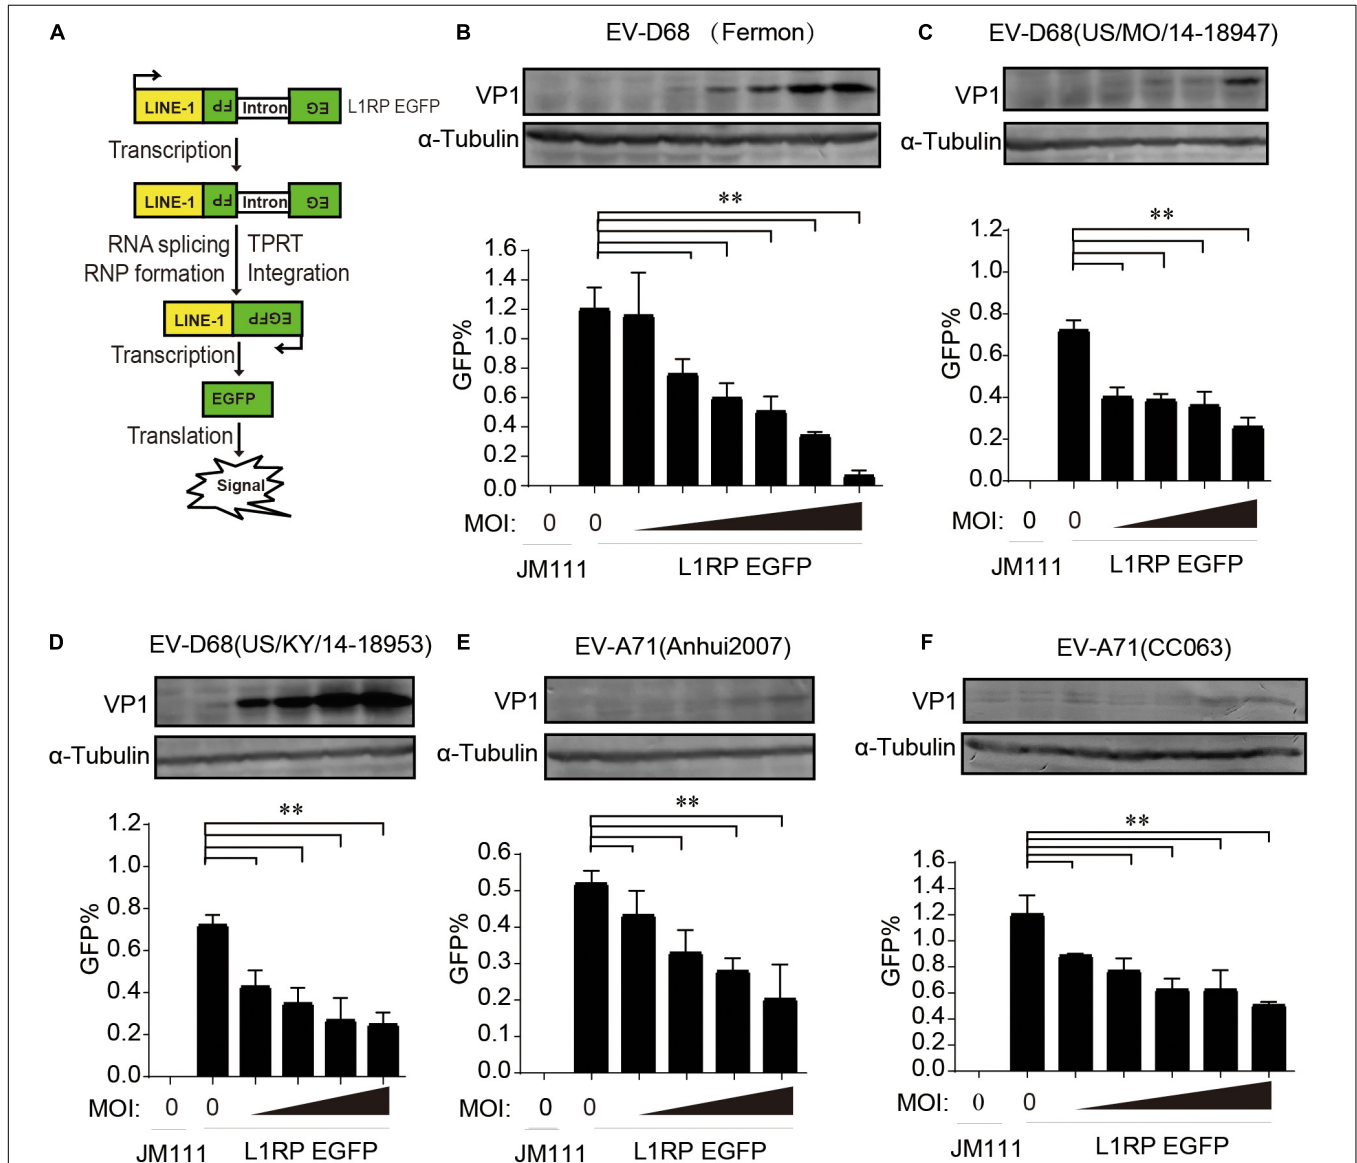 A
LINE-1 FP Intron EG L1RP EGFP
Transcription
LINE-1 FP Intron EG
RNA splicing TPRT
RNP formation Integration
LINE-1 EGFP
Transcription
EGFP
Translation
Signal
B
EV-D68 （Fermon）
VP1
α-Tubulin
**
GFP%
1.6
1.4
1.2
1.0
0.8
0.6
0.4
0.2
0.0
MOI: 0 0
JM111 L1RP EGFP
C
EV-D68(US/MO/14-18947)
VP1
α-Tubulin
**
GFP%
1.2
1.0
0.8
0.6
0.4
0.2
0.0
MOI: 0 0
JM111 L1RP EGFP
D
EV-D68(US/KY/14-18953)
VP1
α-Tubulin
**
GFP%
1.2
1.0
0.8
0.6
0.4
0.2
0.0
MOI: 0 0
JM111 L1RP EGFP
E
EV-A71(Anhui2007)
VP1
α-Tubulin
**
GFP%
0.6
0.5
0.4
0.3
0.2
0.1
0.0
MOI: 0 0
JM111 L1RP EGFP
F
EV-A71(CC063)
VP1
α-Tubulin
**
GFP%
1.6
1.4
1.2
1.0
0.8
0.6
0.4
0.2
0.0
MOI: 0 0
JM111 L1RP EGFP